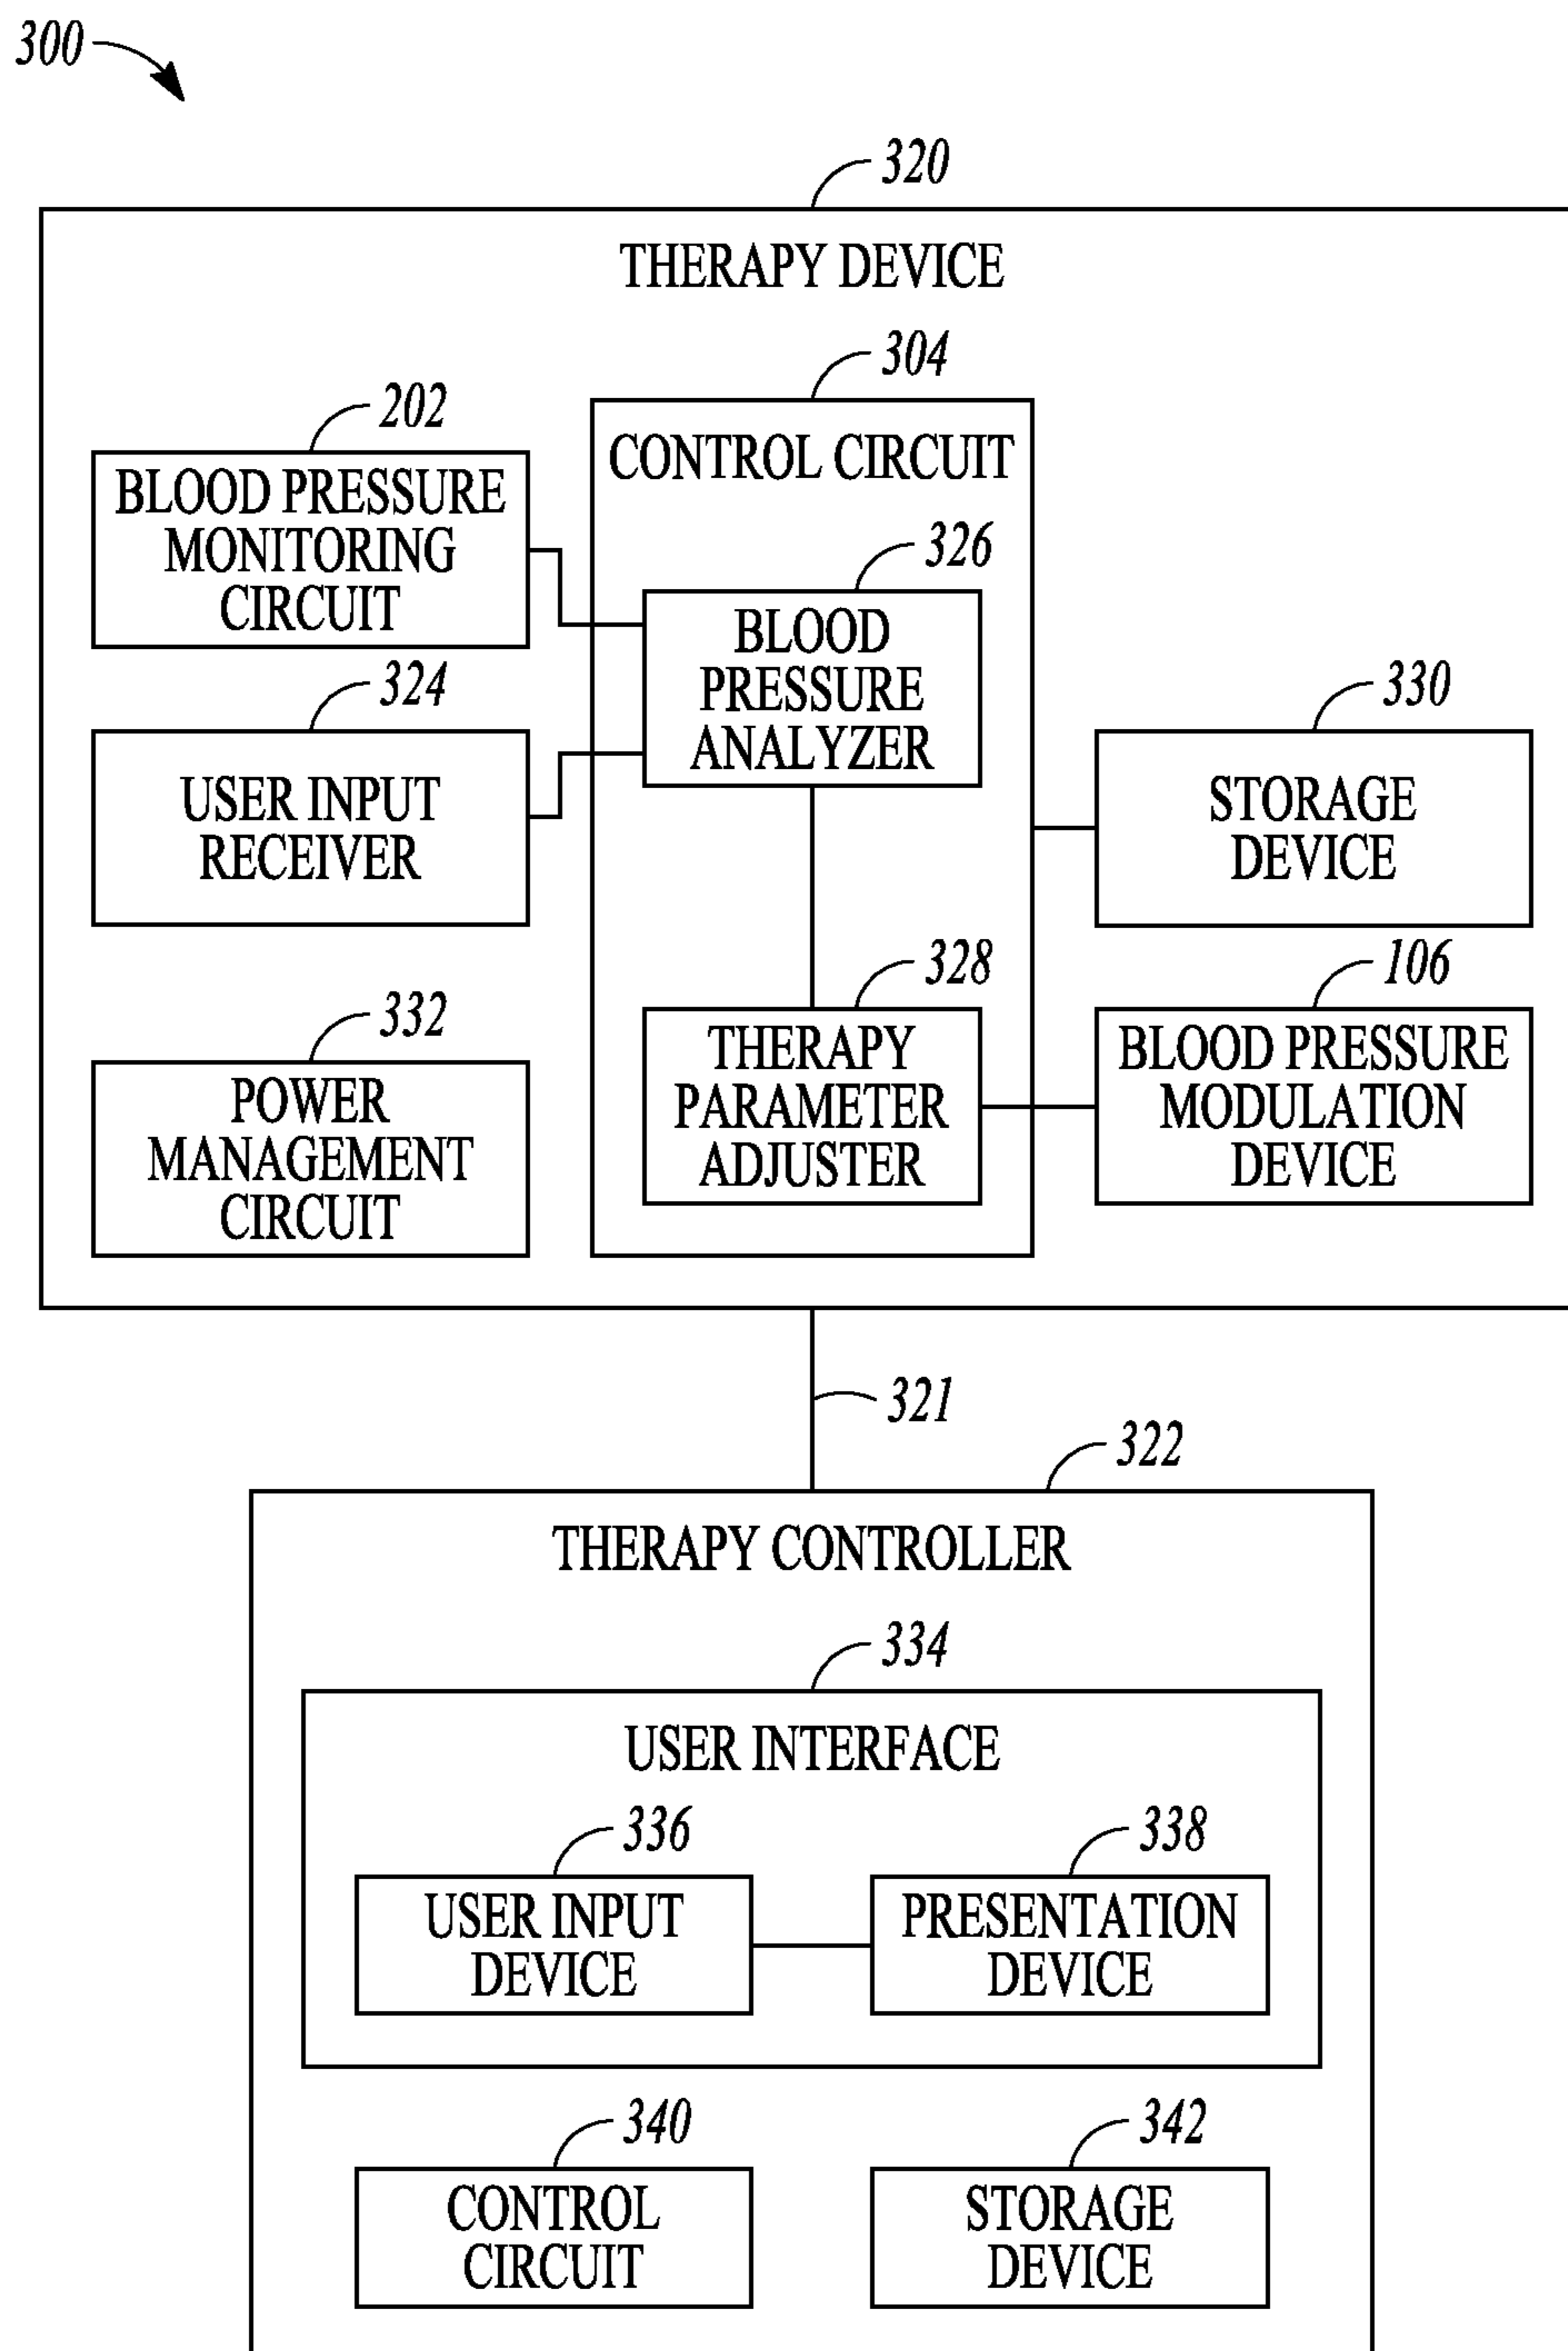 300
320
THERAPY DEVICE
304
202
CONTROL CIRCUIT
BLOOD PRESSURE
MONITORING
CIRCUIT
326
BLOOD
PRESSURE
ANALYZER
324
330
USER INPUT
RECEIVER
STORAGE
DEVICE
328
106
332
THERAPY
PARAMETER
ADJUSTER
BLOOD PRESSURE
MODULATION
DEVICE
POWER
MANAGEMENT
CIRCUIT
321
322
THERAPY CONTROLLER
334
USER INTERFACE
336
338
USER INPUT
DEVICE
PRESENTATION
DEVICE
340
342
CONTROL
CIRCUIT
STORAGE
DEVICE